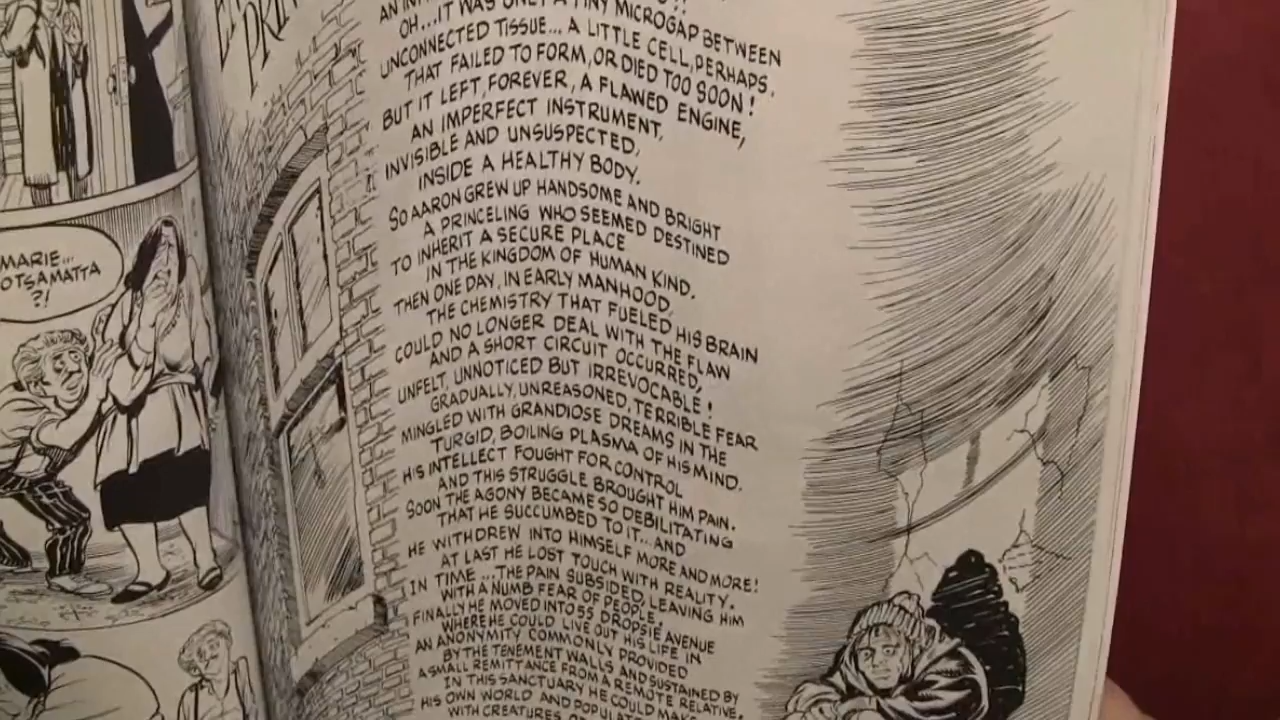 MARIE...
OTSAMATTA
?!
OH...IT WAS ONLY A TINY MICROGAP BETWEEN
UNCONNECTED TISSUE... A LITTLE CELL, PERHAPS,
THAT FAILED TO FORM, OR DIED TOO SOON!
BUT IT LEFT, FOREVER, A FLAWED ENGINE,
AN IMPERFECT INSTRUMENT,
INVISIBLE AND UNSUSPECTED,
INSIDE A HEALTHY BODY.
SO AARON GREW UP HANDSOME AND BRIGHT
A PRINCELING WHO SEEMED DESTINED
TO INHERIT A SECURE PLACE
IN THE KINGDOM OF HUMAN KIND.
THEN ONE DAY, IN EARLY MANHOOD,
THE CHEMISTRY THAT FUELED HIS BRAIN
COULD NO LONGER DEAL WITH THE FLAW
AND A SHORT CIRCUIT OCCURRED,
UNFELT, UNNOTICED BUT IRREVOCABLE!
GRADUALLY, UNREASONED, TERRIBLE FEAR
MINGLED WITH GRANDIOSE DREAMS IN THE
TURGID, BOILING PLASMA OF HIS MIND.
HIS INTELLECT FOUGHT FOR CONTROL
AND THIS STRUGGLE BROUGHT HIM PAIN.
SOON THE AGONY BECAME SO DEBILITATING
THAT HE SUCCUMBED TO IT...AND
HE WITHDREW INTO HIMSELF MORE AND MORE!
AT LAST HE LOST TOUCH WITH REALITY.
IN TIME...THE PAIN SUBSIDED, LEAVING HIM
WITH A NUMB FEAR OF PEOPLE.
FINALLY HE MOVED INTO 55 DROPSIE AVENUE
WHERE HE COULD LIVE OUT HIS LIFE IN
AN ANONYMITY COMMONLY PROVIDED
BY THE TENEMENT WALLS AND SUSTAINED BY
A SMALL REMITTANCE FROM A REMOTE RELATIVE.
IN THIS SANCTUARY HE COULD MAKE
HIS OWN WORLD AND POPULATE
WITH CREATURES